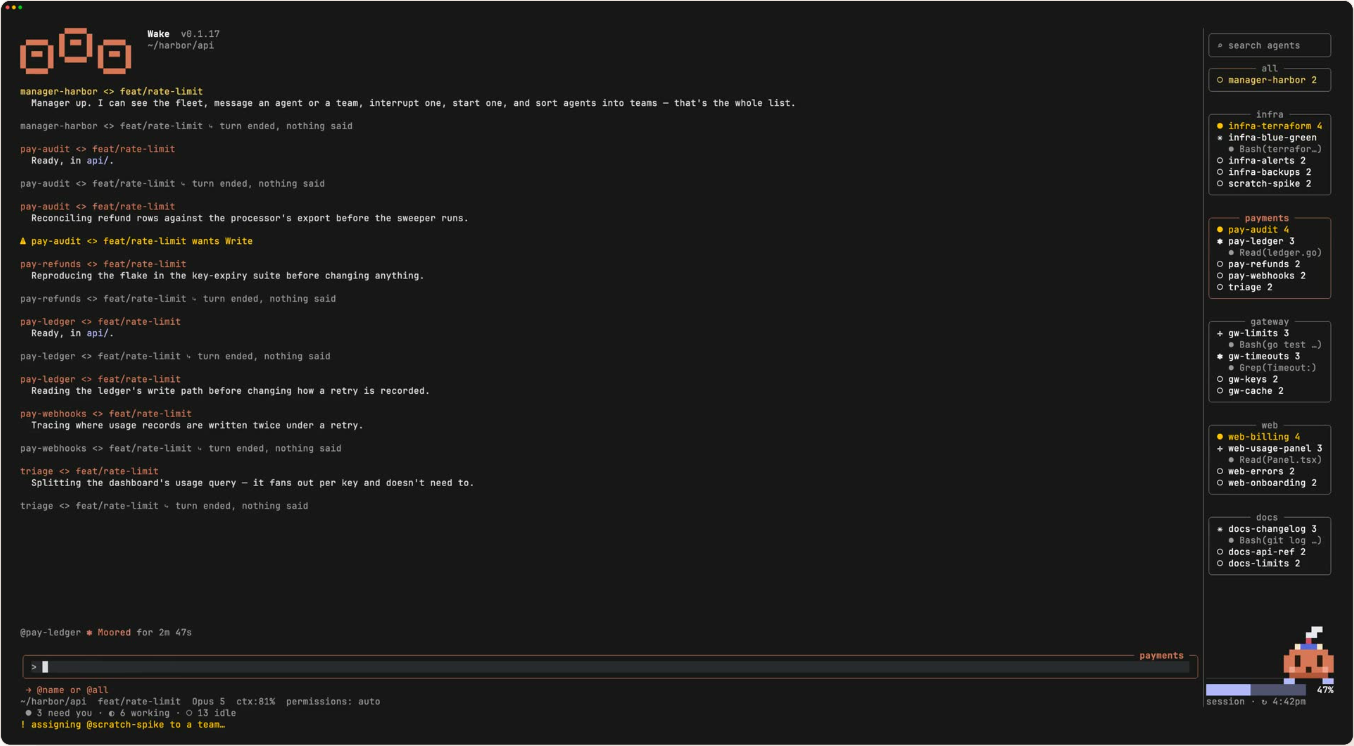 Wake v0.1.17
~/harbor/api
manager-harbor <> feat/rate-limit
Manager up. I can see the fleet, message an agent or a team, interrupt one, start one, and sort agents into teams — that's the whole list.
manager-harbor <> feat/rate-limit ⤷ turn ended, nothing said
pay-audit <> feat/rate-limit
Ready, in api/.
pay-audit <> feat/rate-limit ⤷ turn ended, nothing said
pay-audit <> feat/rate-limit
Reconciling refund rows against the processor's export before the sweeper runs.
▲ pay-audit <> feat/rate-limit wants Write
pay-refunds <> feat/rate-limit
Reproducing the flake in the key-expiry suite before changing anything.
pay-refunds <> feat/rate-limit ⤷ turn ended, nothing said
pay-ledger <> feat/rate-limit
Ready, in api/.
pay-ledger <> feat/rate-limit ⤷ turn ended, nothing said
pay-ledger <> feat/rate-limit
Reading the ledger's write path before changing how a retry is recorded.
pay-webhooks <> feat/rate-limit
Tracing where usage records are written twice under a retry.
pay-webhooks <> feat/rate-limit ⤷ turn ended, nothing said
triage <> feat/rate-limit
Splitting the dashboard's usage query — it fans out per key and doesn't need to.
triage <> feat/rate-limit ⤷ turn ended, nothing said
@pay-ledger ✱ Moored for 2m 47s
payments
>
→ @name or @all
~/harbor/api feat/rate-limit Opus 5 ctx:81% permissions: auto
● 3 need you · ◐ 6 working · ○ 13 idle
! assigning @scratch-spike to a team…
⌕ search agents
all
○ manager-harbor 2
infra
● infra-terraform 4
✳ infra-blue-green
● Bash(terrafor…)
○ infra-alerts 2
○ infra-backups 2
○ scratch-spike 2
payments
● pay-audit 4
✱ pay-ledger 3
● Read(ledger.go)
○ pay-refunds 2
○ pay-webhooks 2
○ triage 2
gateway
✢ gw-limits 3
● Bash(go test …)
✱ gw-timeouts 3
● Grep(Timeout:)
○ gw-keys 2
○ gw-cache 2
web
● web-billing 4
✢ web-usage-panel 3
● Read(Panel.tsx)
○ web-errors 2
○ web-onboarding 2
docs
✳ docs-changelog 3
● Bash(git log …)
○ docs-api-ref 2
○ docs-limits 2
47%
session · ↻ 4:42pm